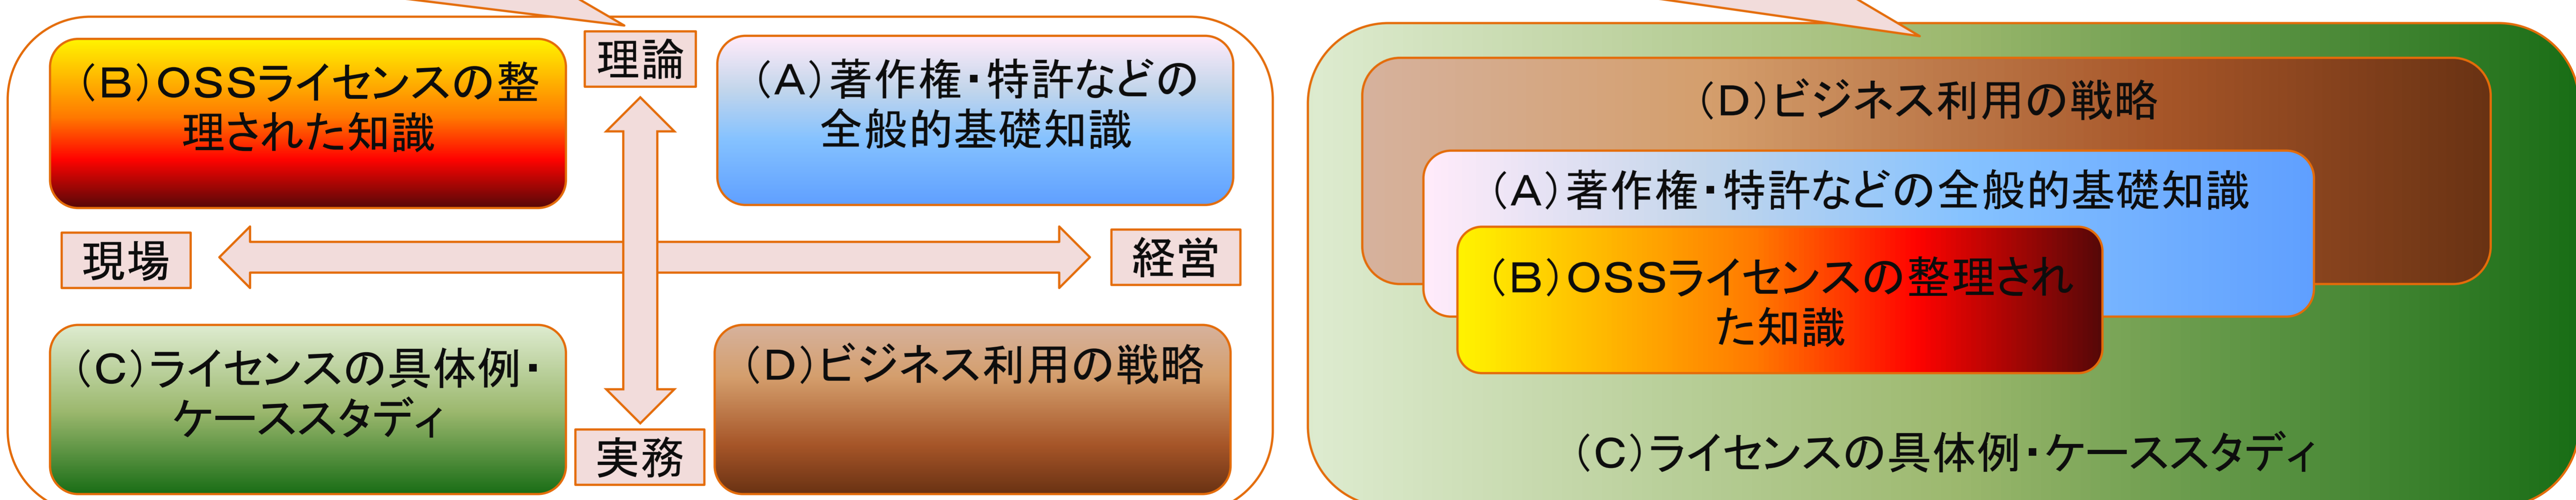 理論
(B)OSSライセンスの整
理された知識
(A)著作権・特許などの
全般的基礎知識
現場
経営
(C)ライセンスの具体例・
ケーススタディ
(D)ビジネス利用の戦略
実務
(D)ビジネス利用の戦略
(A)著作権・特許などの全般的基礎知識
(B)OSSライセンスの整理され
た知識
(C)ライセンスの具体例・ケーススタディ